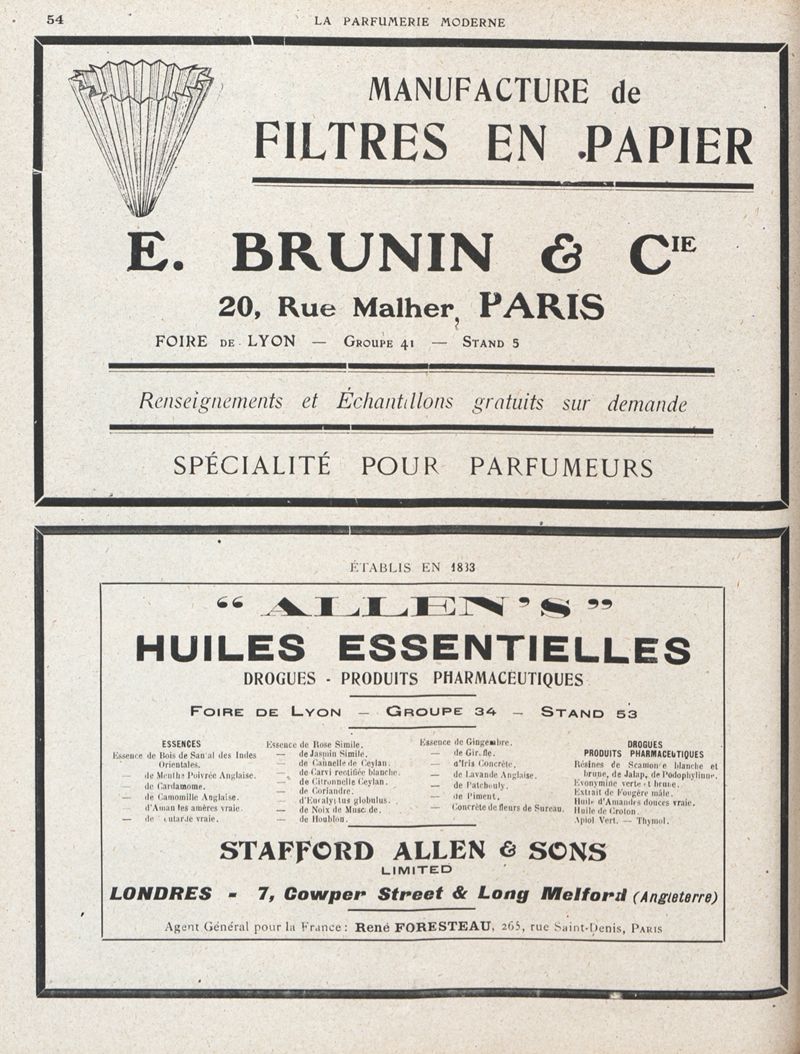 54
LA PARFUMERIE MODERNE
MANUFACTURE de
FILTRES EN PAPIER
E. BRUNIN & CIE
20, Rue Malher, PARIS
FOIRE DE LYON — GROUPE 41 — STAND 5
Renseignements et Échantillons gratuits sur demande
SPÉCIALITÉ POUR PARFUMEURS
ÉTABLIS EN 1833
“ ALLEN'S ”
HUILES ESSENTIELLES
DROGUES - PRODUITS PHARMACEUTIQUES
FOIRE DE LYON — GROUPE 34 — STAND 53
ESSENCES
Essence de Bois de Santal des Indes
Orientales.
— de Menthe Poivrée Anglaise.
— de Cardamome.
— de Camomille Anglaise.
— d'Amandes amères vraie.
— de Moutarde vraie.
Essence de Rose Simile.
— de Jasmin Simile.
— de Cannelle de Ceylan.
— de Carvi rectifiée blanche.
— de Citronnelle Ceylan.
— de Coriandre.
— d'Eucalyptus globulus.
— de Noix de Muscade.
— de Houblon.
Essence de Gingembre.
— de Girofle.
— d'Iris Concrète.
— de Lavande Anglaise.
— de Patchouly.
— de Piment.
— Concrète de fleurs de Sureau.
DROGUES
PRODUITS PHARMACEUTIQUES
Résines de Scamonée blanche et
brune, de Jalap, de Podophylline.
Evonymine verte et brune.
Extrait de Fougère mâle.
Huile d'Amandes douces vraie.
Huile de Croton.
Apiol Vert. — Thymol.
STAFFORD ALLEN & SONS
LIMITED
LONDRES - 7, Cowper Street & Long Melford (Angleterre)
Agent Général pour la France : René FORESTEAU, 265, rue Saint-Denis, PARIS